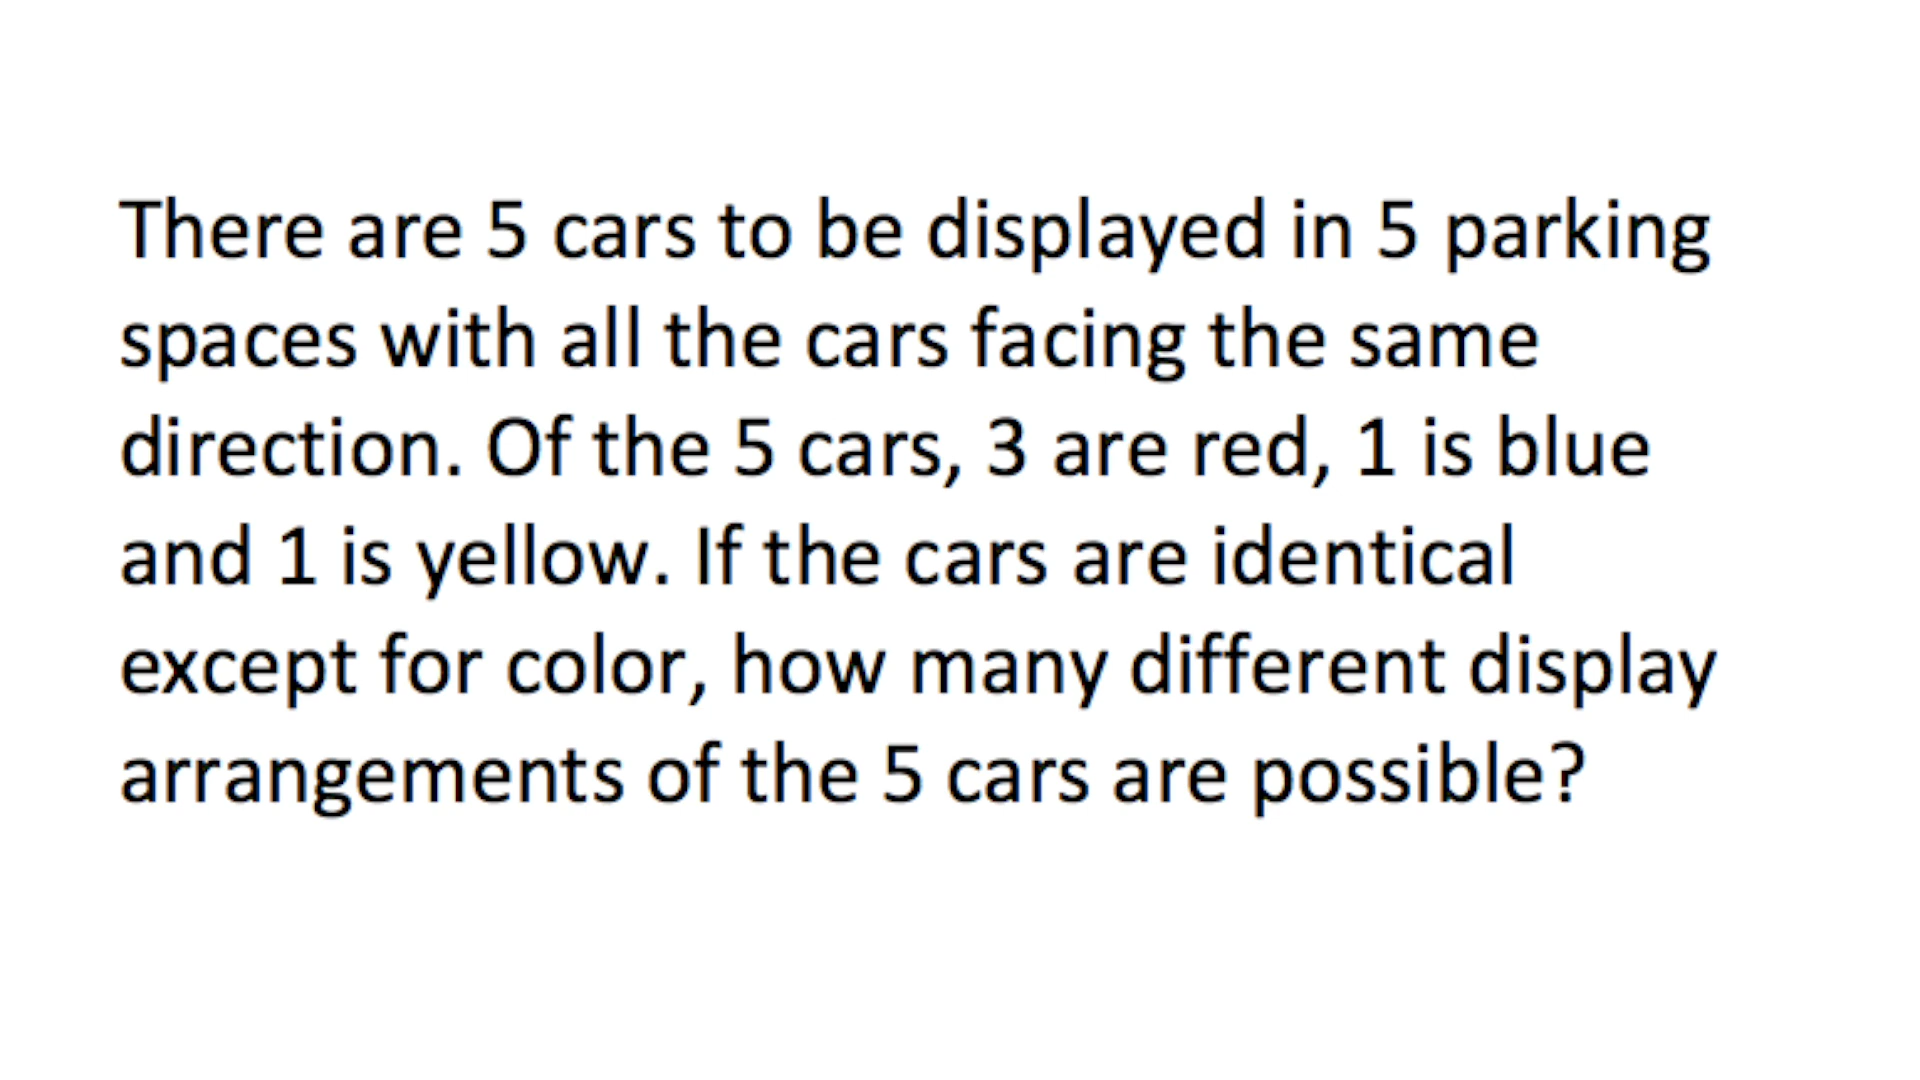 There are 5 cars to be displayed in 5 parking
spaces with all the cars facing the same
direction. Of the 5 cars, 3 are red, 1 is blue
and 1 is yellow. If the cars are identical
except for color, how many different display
arrangements of the 5 cars are possible?